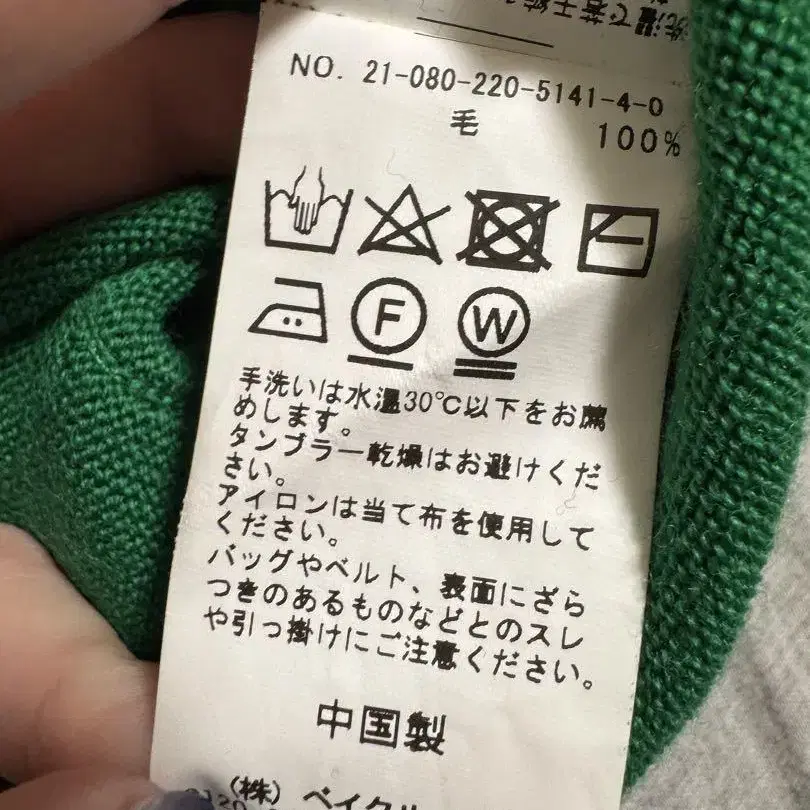 NO. 21-080-220-5141-4-0
毛 100%
F W
手洗いは水温30℃以下をお薦
めします。
タンブラー乾燥はお避けくだ
さい。
アイロンは当て布を使用して
ください。
バッグやベルト、表面にざら
つきのあるものなどとのスレ
や引っ掛けにご注意ください。
中国製
(株) ベイクル